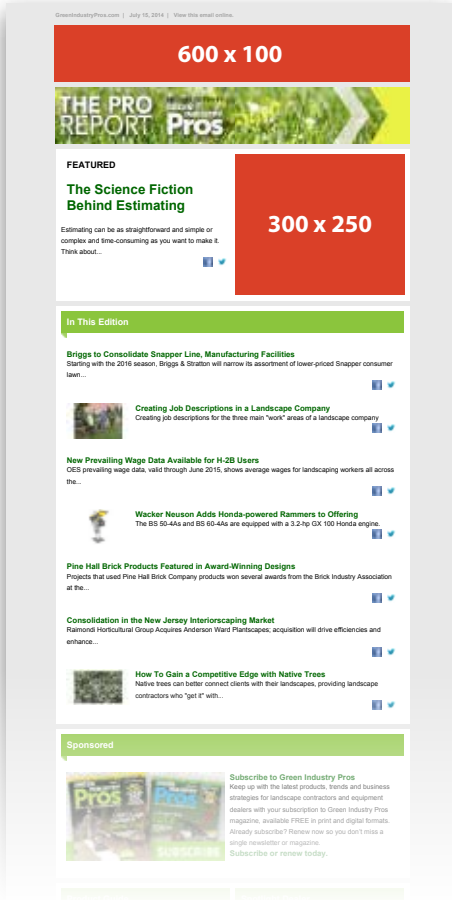 GreenIndustryPros.com | July 18, 2014 | View this email online.
600 x 100
THE PRO
REPORT
Pros
FEATURED
The Science Fiction
Behind Estimating
Estimating can be as straightforward and simple or
complex and time-consuming as you want to make it.
Think about...
300 x 250
In This Edition
Briggs to Consolidate Snapper Line, Manufacturing Facilities
Starting with the 2016 season, Briggs & Stratton will narrow its assortment of lower-priced Snapper consumer
lawn...
Creating Job Descriptions in a Landscape Company
Creating job descriptions for the three main "work" areas of a landscape company
New Prevailing Wage Data Available for H-2B Users
OES prevailing wage data, valid through June 2015, shows average wages for landscaping workers all across
the...
Wacker Neuson Adds Honda-powered Rammers to Offering
The BS 50-4As and BS 60-4As are equipped with a 3.2-hp GX 100 Honda engine.
Pine Hall Brick Products Featured in Award-Winning Designs
Projects that used Pine Hall Brick Company products won several awards from the Brick Industry Association
at the...
Consolidation in the New Jersey Interiorscaping Market
Raimondi Horticultural Group Acquires Anderson Ward Plantscapes; acquisition will drive efficiencies and
enhance...
How To Gain a Competitive Edge with Native Trees
Native trees can better connect clients with their landscapes, providing landscape
contractors who "get it" with...
Sponsored
Subscribe to Green Industry Pros
Keep up with the latest products, trends and business
strategies for landscape contractors and equipment
dealers with your subscription to Green Industry Pros
magazine, available FREE in print and digital formats.
Already subscribe? Renew now so you don't miss a
single newsletter or magazine.
Subscribe or renew today.
Pros
Pros
SUBSCRIBE